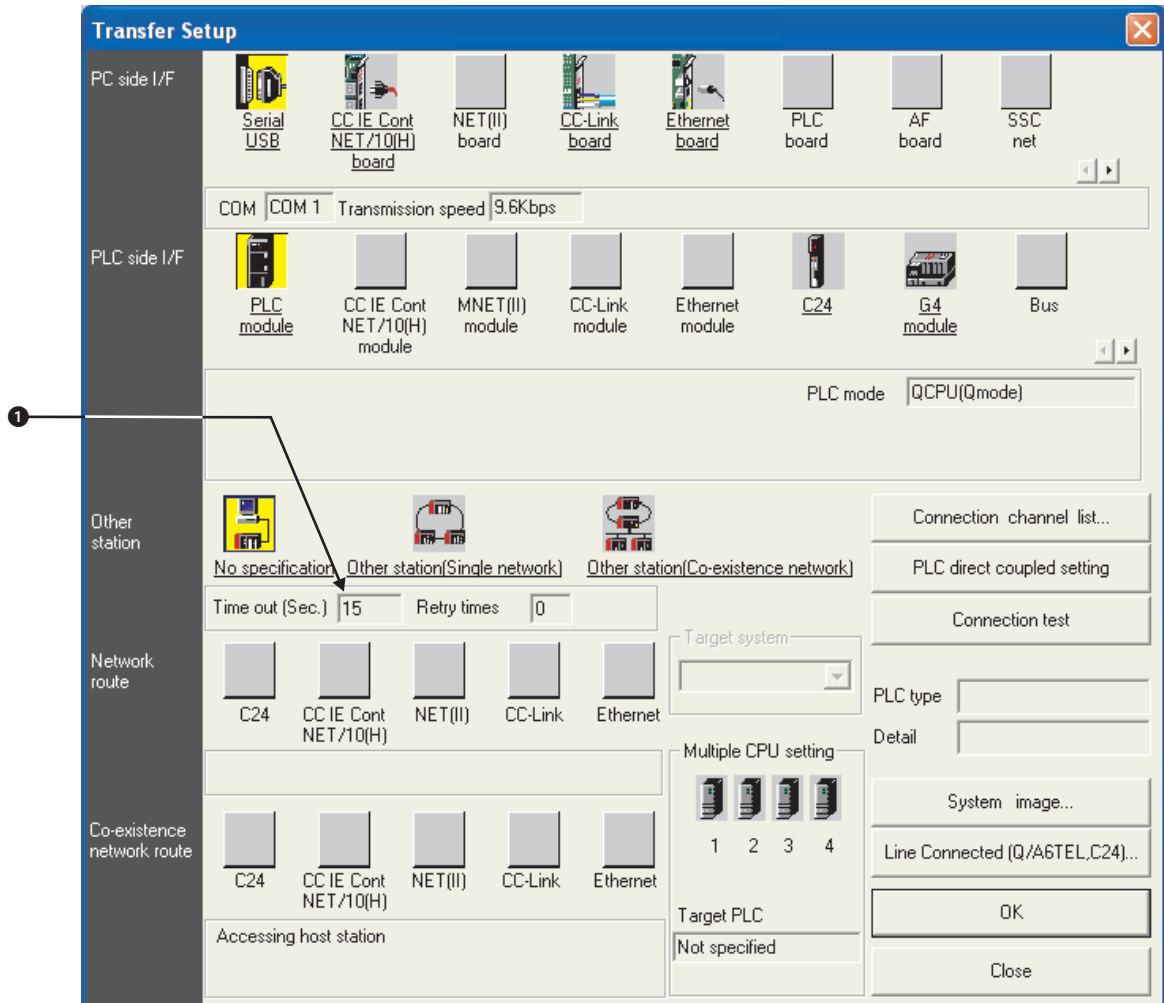 Transfer Setup
PC side I/F
Serial
USB
CC IE Cont
NET/10(H)
board
NET(II)
board
CC-Link
board
Ethernet
board
PLC
board
AF
board
SSC
net
COM COM 1 Transmission speed 9.6Kbps
PLC side I/F
PLC
module
CC IE Cont
NET/10(H)
module
MNET(II)
module
CC-Link
module
Ethernet
module
C24
G4
module
Bus
1
PLC mode QCPU(Qmode)
Other
station
No specification
Other station(Single network)
Other station(Co-existence network)
Time out (Sec.) 15 Retry times 0
Connection channel list...
PLC direct coupled setting
Connection test
Network
route
C24
CC IE Cont
NET/10(H)
NET(II)
CC-Link
Ethernet
Target system
PLC type
Detail
Multiple CPU setting
1 2 3 4
Target PLC
Not specified
System image...
Line Connected (Q/A6TEL,C24)...
OK
Close
Co-existence
network route
C24
CC IE Cont
NET/10(H)
NET(II)
CC-Link
Ethernet
Accessing host station